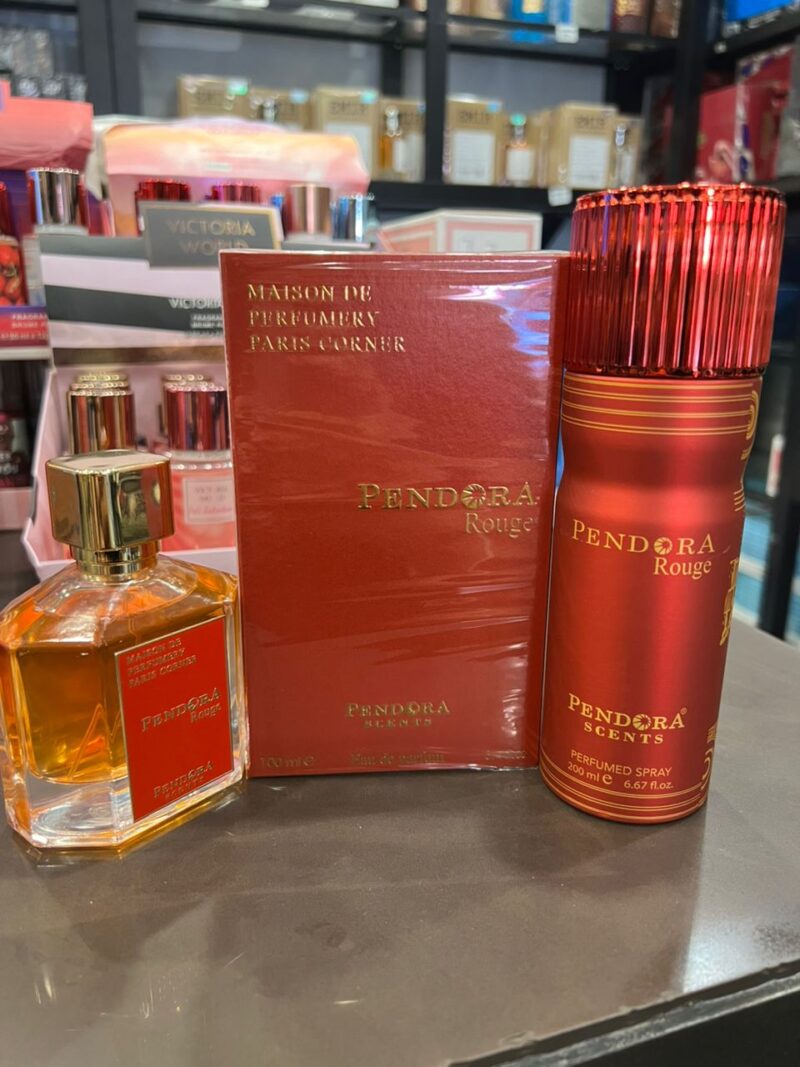 VICTORIA
WORLD
VICTORIA
MAISON DE
PERFUMERY
PARIS CORNER
PENDORA
Rouge
PENDORA
SCENTS
100 ml e Eau de parfum
MAISON DE
PERFUMERY
PARIS CORNER
PENDORA
Rouge
PENDORA
SCENTS
PENDORA
Rouge
PENDORA®
SCENTS
PERFUMED SPRAY
200 ml e 6.67 fl.oz.